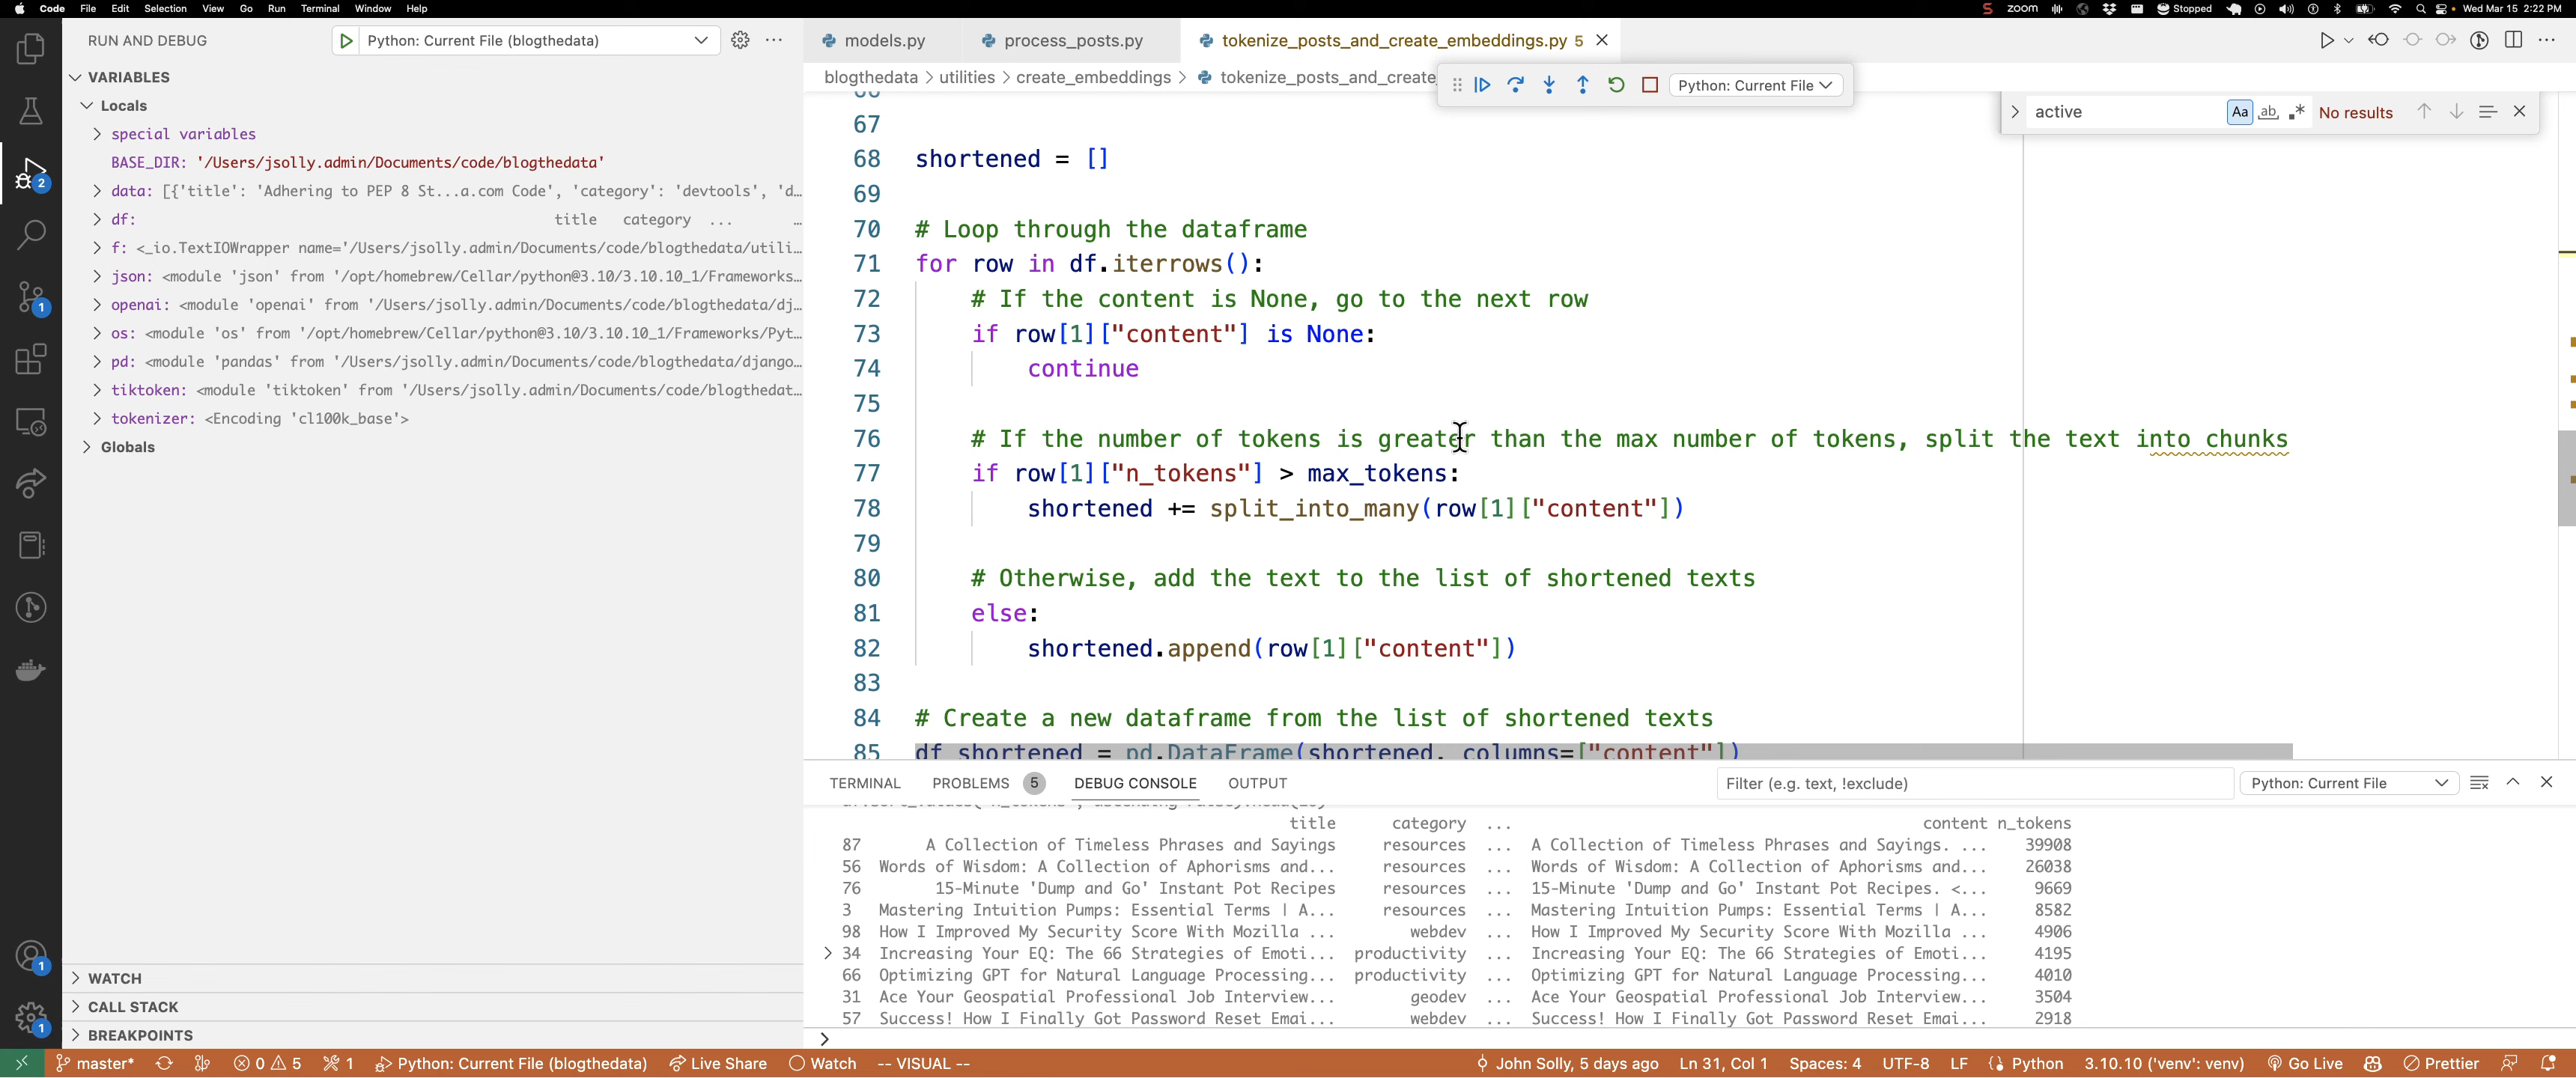 Code File Edit Selection View Go Run Terminal Window Help
zoom Stopped Wed Mar 15 2:22 PM
RUN AND DEBUG
Python: Current File (blogthedata)
models.py
process_posts.py
tokenize_posts_and_create_embeddings.py 5
blogthedata > utilities > create_embeddings > tokenize_posts_and_create_
Python: Current File
active
Aa ab .* No results
VARIABLES
Locals
special variables
BASE_DIR: '/Users/jsolly.admin/Documents/code/blogthedata'
data: [{'title': 'Adhering to PEP 8 St...a.com Code', 'category': 'devtools', 'd…
df: title category ... …
f: <_io.TextIOWrapper name='/Users/jsolly.admin/Documents/code/blogthedata/utili…
json: <module 'json' from '/opt/homebrew/Cellar/python@3.10/3.10.10_1/Frameworks…
openai: <module 'openai' from '/Users/jsolly.admin/Documents/code/blogthedata/dj…
os: <module 'os' from '/opt/homebrew/Cellar/python@3.10/3.10.10_1/Frameworks/Pyt…
pd: <module 'pandas' from '/Users/jsolly.admin/Documents/code/blogthedata/django…
tiktoken: <module 'tiktoken' from '/Users/jsolly.admin/Documents/code/blogthedat…
tokenizer: <Encoding 'cl100k_base'>
Globals
WATCH
CALL STACK
BREAKPOINTS
67
68 shortened = []
69
70 # Loop through the dataframe
71 for row in df.iterrows():
72 # If the content is None, go to the next row
73 if row[1]["content"] is None:
74 continue
75
76 # If the number of tokens is greater than the max number of tokens, split the text into chunks
77 if row[1]["n_tokens"] > max_tokens:
78 shortened += split_into_many(row[1]["content"])
79
80 # Otherwise, add the text to the list of shortened texts
81 else:
82 shortened.append(row[1]["content"])
83
84 # Create a new dataframe from the list of shortened texts
85 df_shortened = pd.DataFrame(shortened, columns=["content"])
TERMINAL PROBLEMS 5 DEBUG CONSOLE OUTPUT
Filter (e.g. text, !exclude)
Python: Current File
title category ... content n_tokens
87 A Collection of Timeless Phrases and Sayings resources ... A Collection of Timeless Phrases and Sayings. ... 39908
56 Words of Wisdom: A Collection of Aphorisms and... resources ... Words of Wisdom: A Collection of Aphorisms and... 26038
76 15-Minute 'Dump and Go' Instant Pot Recipes resources ... 15-Minute 'Dump and Go' Instant Pot Recipes. <... 9669
3 Mastering Intuition Pumps: Essential Terms | A... resources ... Mastering Intuition Pumps: Essential Terms | A... 8582
98 How I Improved My Security Score With Mozilla ... webdev ... How I Improved My Security Score With Mozilla ... 4906
34 Increasing Your EQ: The 66 Strategies of Emoti... productivity ... Increasing Your EQ: The 66 Strategies of Emoti... 4195
66 Optimizing GPT for Natural Language Processing... productivity ... Optimizing GPT for Natural Language Processing... 4010
31 Ace Your Geospatial Professional Job Interview... geodev ... Ace Your Geospatial Professional Job Interview... 3504
57 Success! How I Finally Got Password Reset Emai... webdev ... Success! How I Finally Got Password Reset Emai... 2918
master* 0 5 1 Python: Current File (blogthedata) Live Share Watch -- VISUAL -- John Solly, 5 days ago Ln 31, Col 1 Spaces: 4 UTF-8 LF Python 3.10.10 ('venv': venv) Go Live Prettier